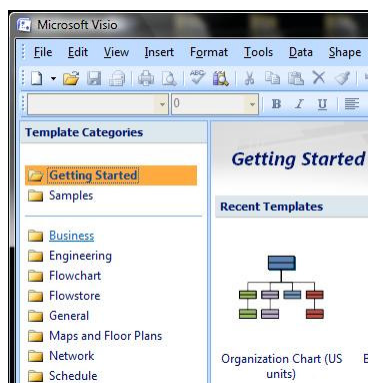 Microsoft Visio
File Edit View Insert Format Tools Data Shape
0 B I U
Template Categories
Getting Started
Samples
Business
Engineering
Flowchart
Flowstore
General
Maps and Floor Plans
Network
Schedule
Getting Started
Recent Templates
Organization Chart (US
units)